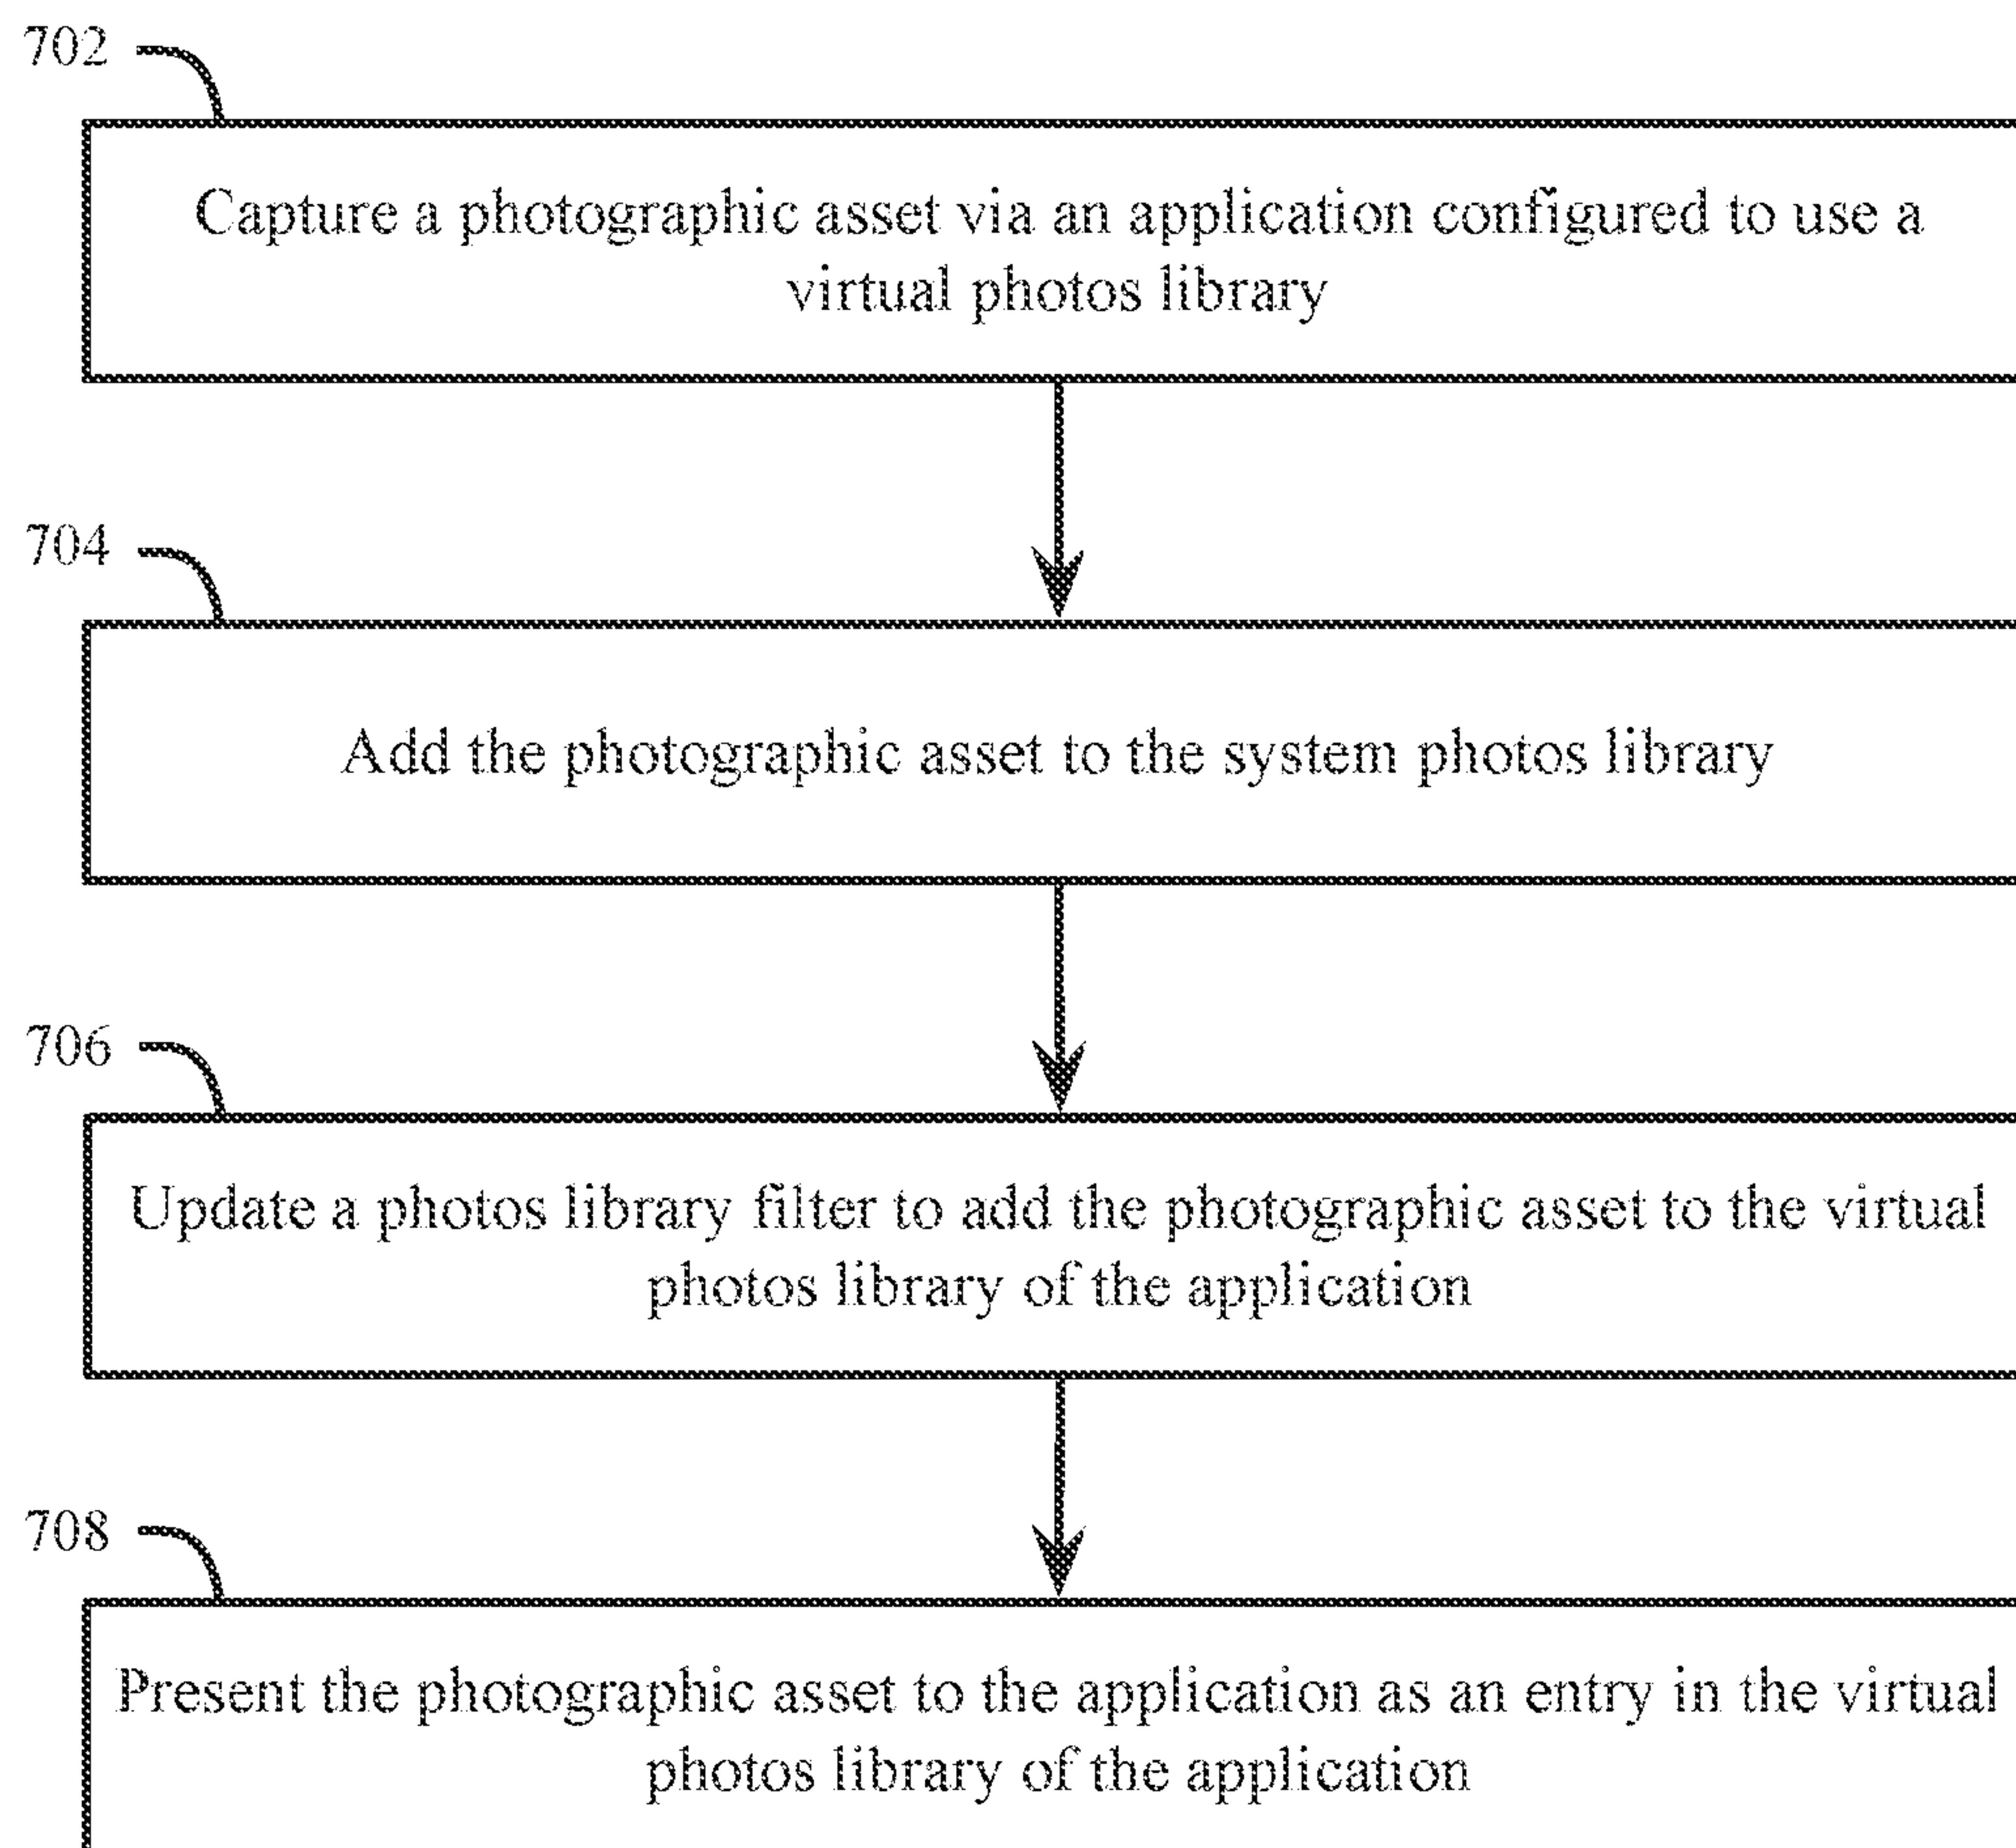 702
Capture a photographic asset via an application configured to use a
virtual photos library
704
Add the photographic asset to the system photos library
706
Update a photos library filter to add the photographic asset to the virtual
photos library of the application
708
Present the photographic asset to the application as an entry in the virtual
photos library of the application